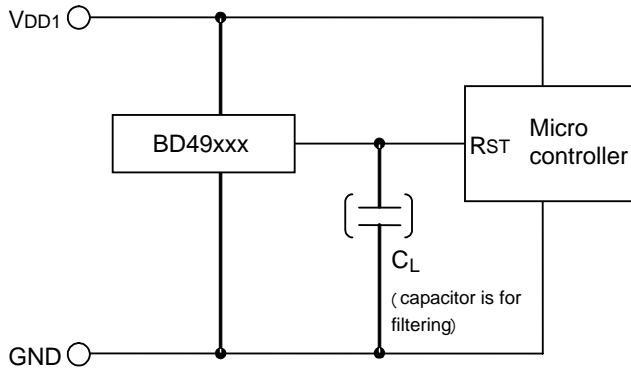 VDD1
BD49xxx
RST
Micro
controller
CL
(capacitor is for
filtering)
GND